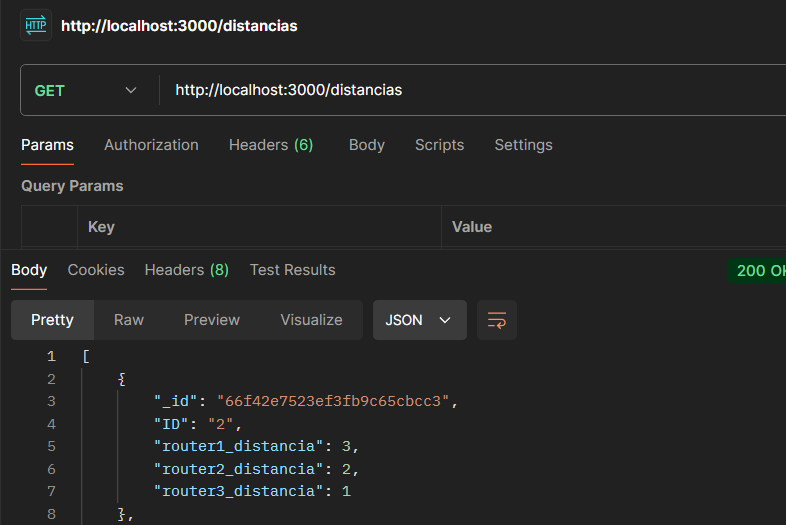 HTTP http://localhost:3000/distancias
GET http://localhost:3000/distancias
Params Authorization Headers (6) Body Scripts Settings
Query Params
Key Value
Body Cookies Headers (8) Test Results 200 OK
Pretty Raw Preview Visualize JSON
1 [
2 {
3 "_id": "66f42e7523ef3fb9c65cbcc3",
4 "ID": "2",
5 "router1_distancia": 3,
6 "router2_distancia": 2,
7 "router3_distancia": 1
8 },